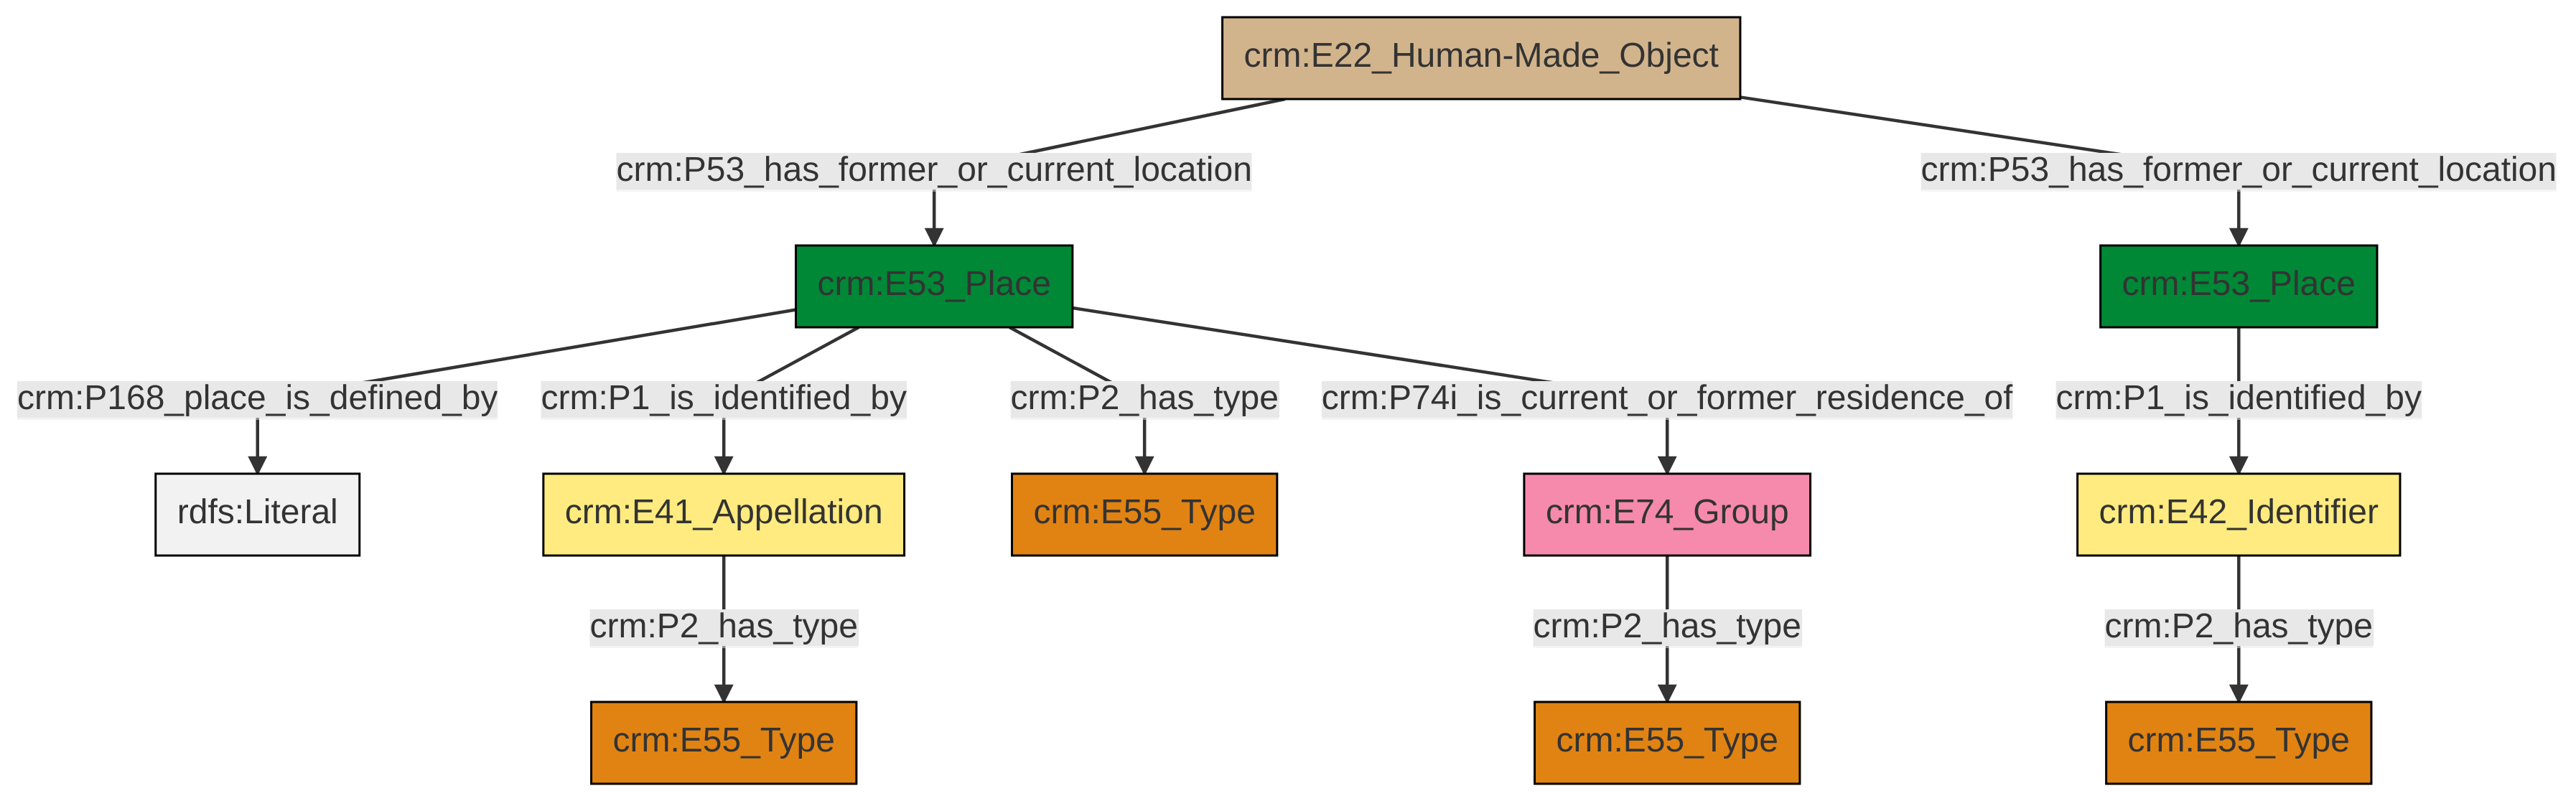 crm:E22_Human-Made_Object
crm:P53_has_former_or_current_location
crm:P53_has_former_or_current_location
crm:E53_Place
crm:E53_Place
crm:P168_place_is_defined_by
crm:P1_is_identified_by
crm:P2_has_type
crm:P74i_is_current_or_former_residence_of
crm:P1_is_identified_by
rdfs:Literal
crm:E41_Appellation
crm:E55_Type
crm:E74_Group
crm:E42_Identifier
crm:P2_has_type
crm:P2_has_type
crm:P2_has_type
crm:E55_Type
crm:E55_Type
crm:E55_Type